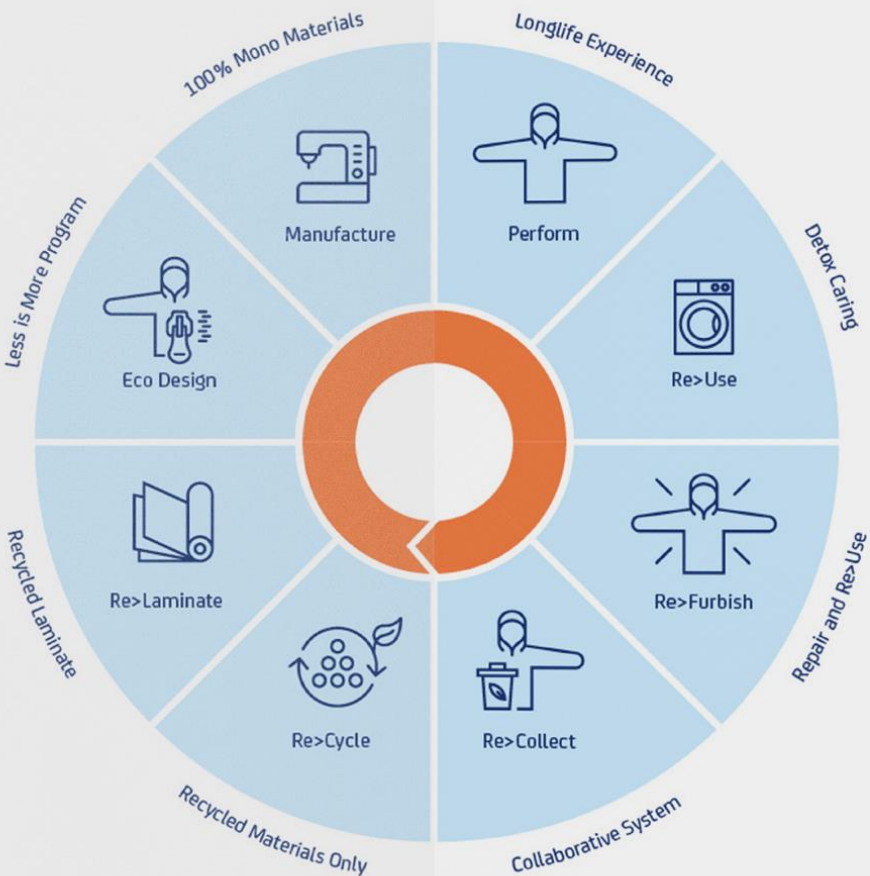 100% Mono Materials
Longlife Experience
Manufacture
Perform
Less is More Program
Detox Caring
Eco Design
Re>Use
Recycled Laminate
Repair and Re>Use
Re>Laminate
Re>Furbish
Re>Cycle
Re>Collect
Recycled Materials Only
Collaborative System